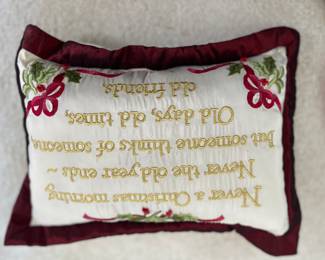 Never a Christmas morning
Never the old year ends ~
but someone thinks of someone
Old days, old times,
old friends.